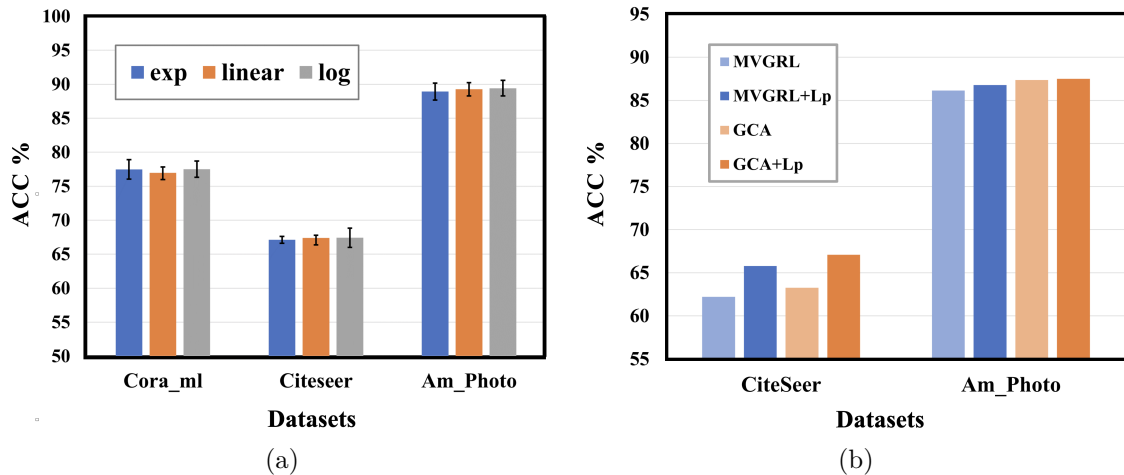 100
95
90
85
80
75
70
65
60
55
50
ACC %
exp linear log
Cora_ml Citeseer Am_Photo
Datasets
(a)
95
90
85
80
75
70
65
60
55
ACC %
MVGRL
MVGRL+Lp
GCA
GCA+Lp
CiteSeer Am_Photo
Datasets
(b)